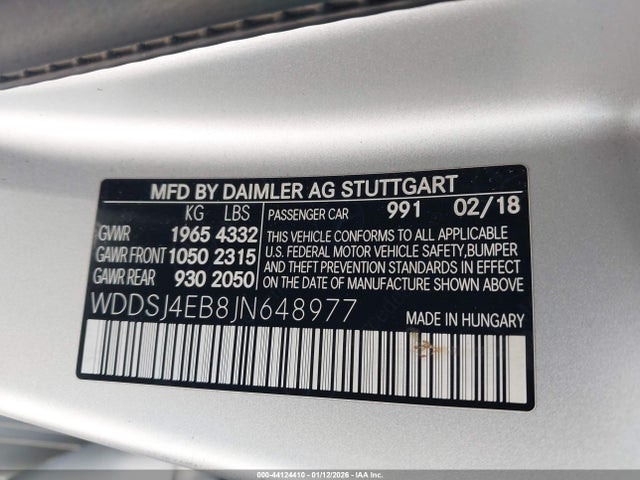 MFD BY DAIMLER AG STUTTGART
KG LBS PASSENGER CAR 991 02/18
GVWR 1965 4332
GAWR FRONT 1050 2315
GAWR REAR 930 2050
THIS VEHICLE CONFORMS TO ALL APPLICABLE
U.S. FEDERAL MOTOR VEHICLE SAFETY, BUMPER
AND THEFT PREVENTION STANDARDS IN EFFECT
ON THE DATE OF MANUFACTURE SHOWN ABOVE
WDDSJ4EB8JN648977
MADE IN HUNGARY
000-44124410 - 01/12/2026 - IAA Inc.